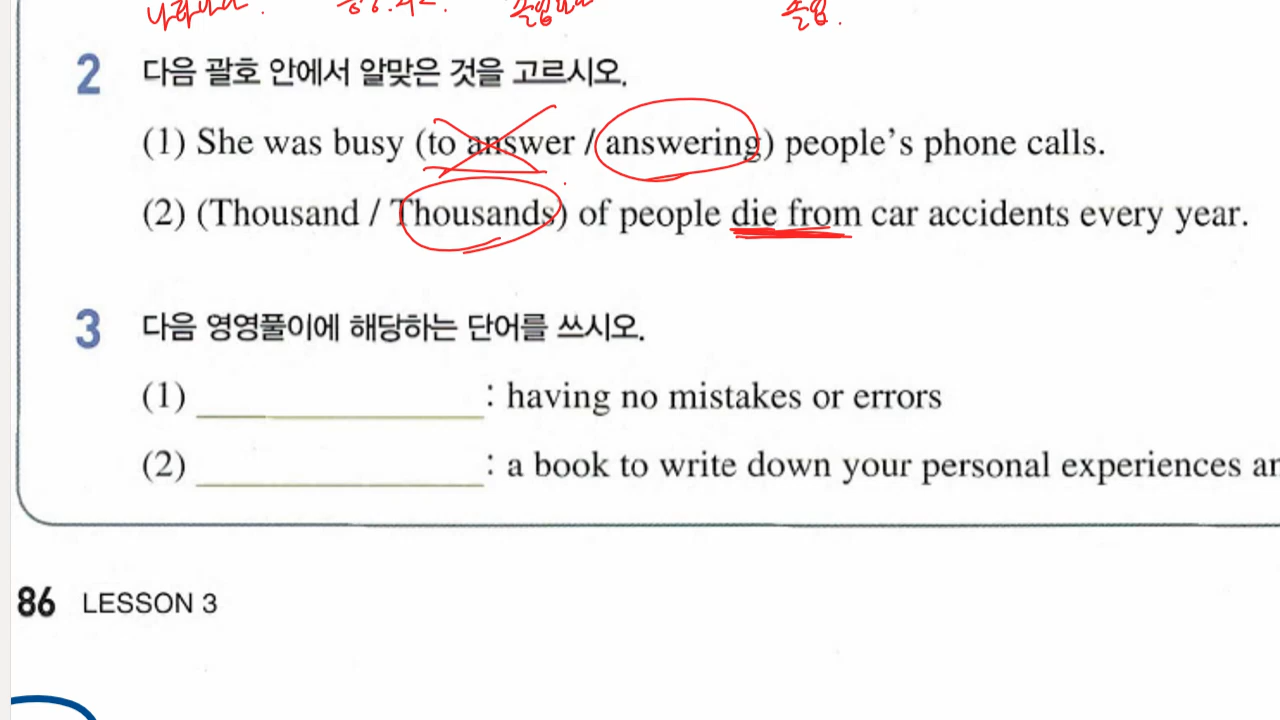 2 다음 괄호 안에서 알맞은 것을 고르시오.
(1) She was busy (to answer / answering) people's phone calls.
(2) (Thousand / Thousands) of people die from car accidents every year.
3 다음 영영풀이에 해당하는 단어를 쓰시오.
(1) : having no mistakes or errors
(2) : a book to write down your personal experiences
86 LESSON 3